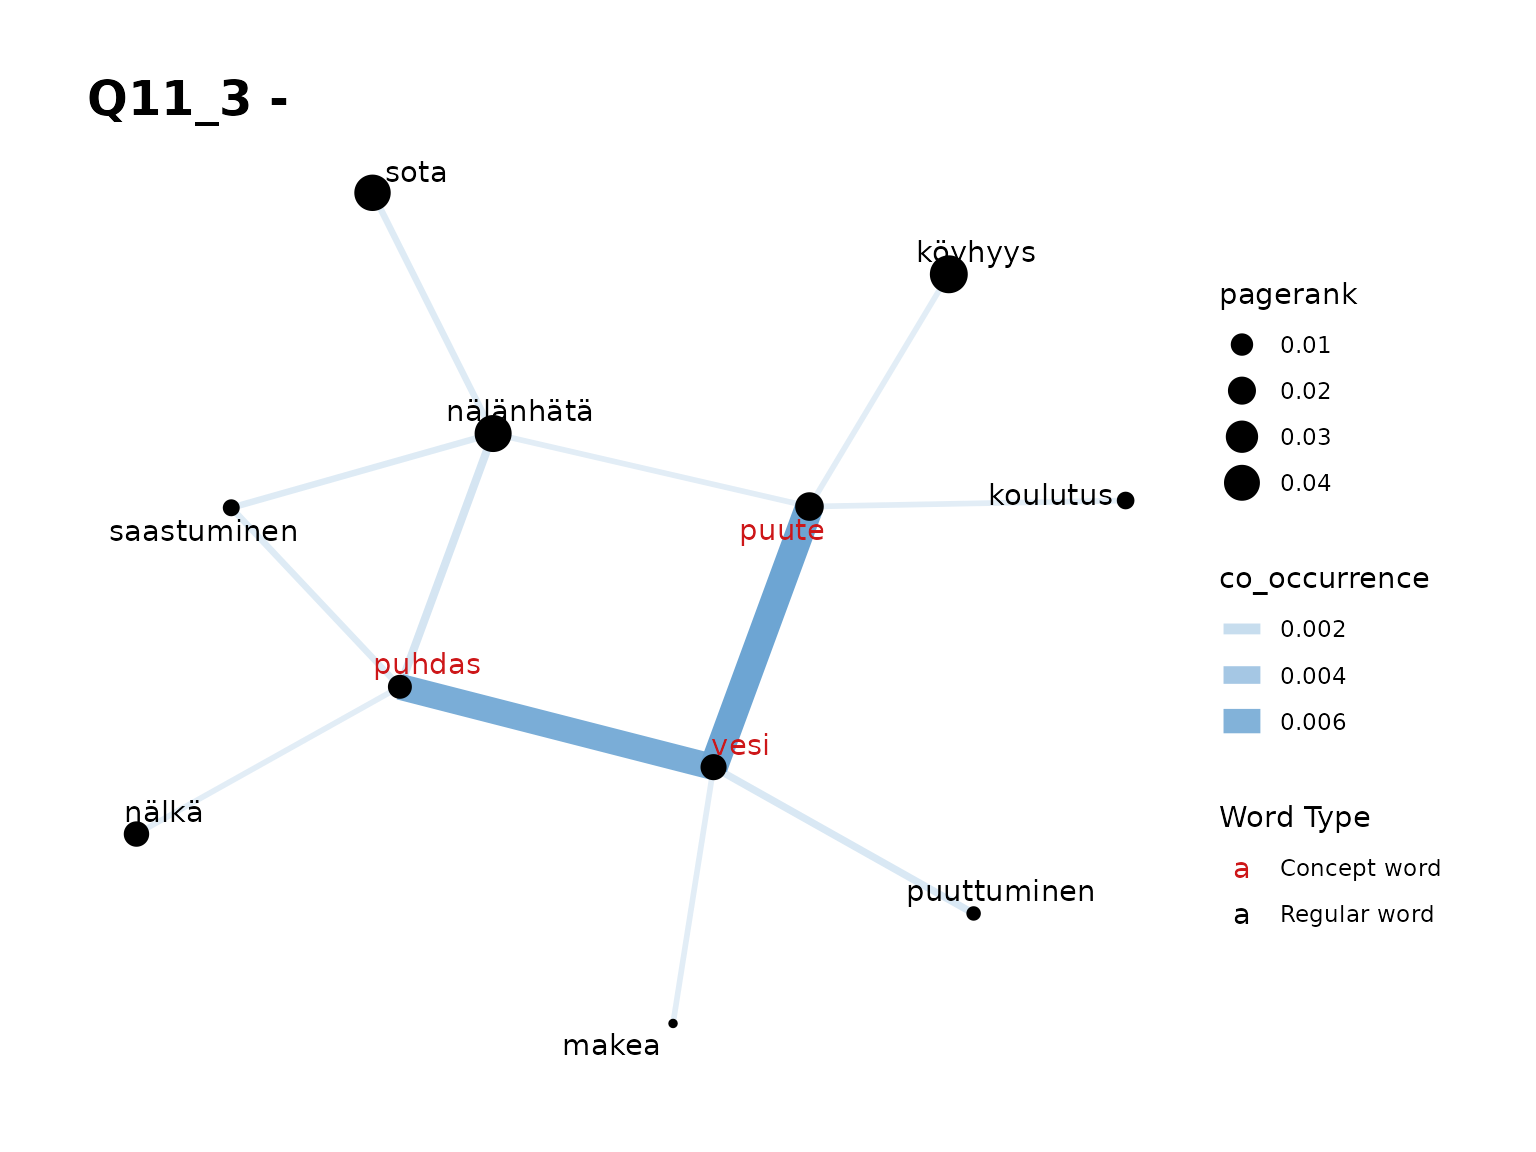 Q11_3 -
sota
köyhyys
nälänhätä
koulutus
saastuminen
puute
puhdas
vesi
nälkä
puuttuminen
makea
pagerank
0.01
0.02
0.03
0.04
co_occurrence
0.002
0.004
0.006
Word Type
a Concept word
a Regular word